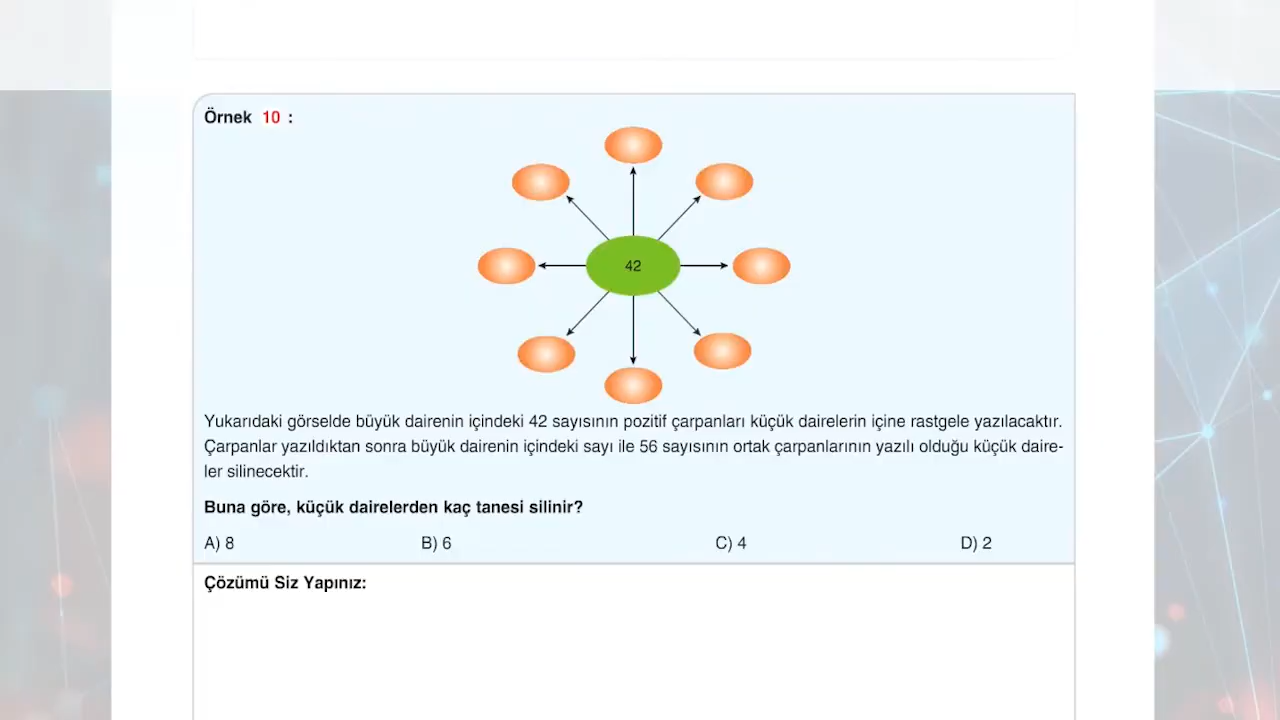 Örnek 10 :
42
Yukarıdaki görselde büyük dairenin içindeki 42 sayısının pozitif çarpanları küçük dairelerin içine rastgele yazılacaktır.
Çarpanlar yazıldıktan sonra büyük dairenin içindeki sayı ile 56 sayısının ortak çarpanlarının yazılı olduğu küçük daire-
ler silinecektir.
Buna göre, küçük dairelerden kaç tanesi silinir?
A) 8 B) 6 C) 4 D) 2
Çözümü Siz Yapınız: